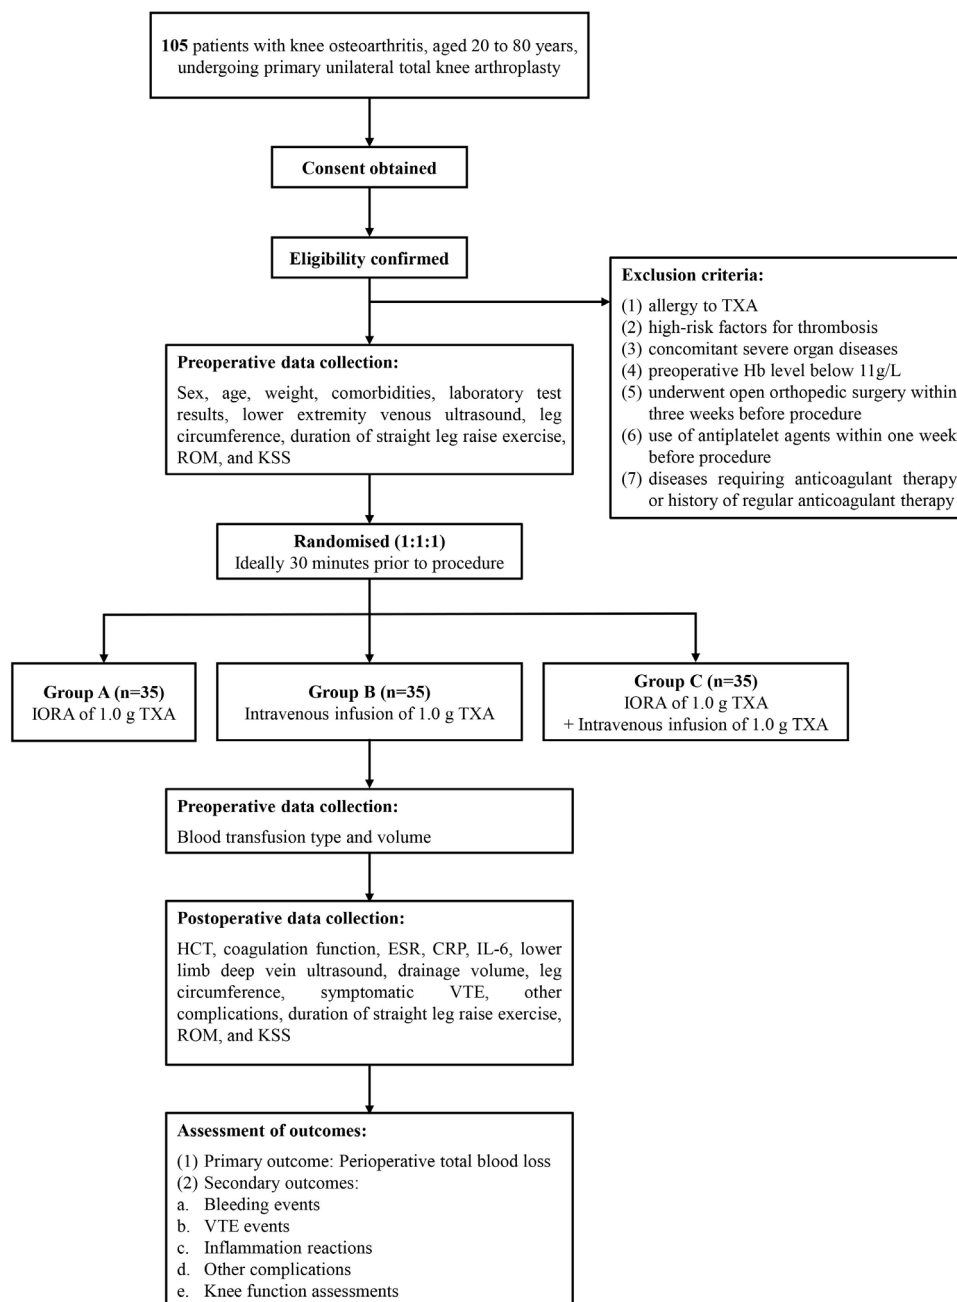 105 patients with knee osteoarthritis, aged 20 to 80 years,
undergoing primary unilateral total knee arthroplasty
Consent obtained
Eligibility confirmed
Exclusion criteria:
(1) allergy to TXA
(2) high-risk factors for thrombosis
(3) concomitant severe organ diseases
(4) preoperative Hb level below 11g/L
(5) underwent open orthopedic surgery within
three weeks before procedure
(6) use of antiplatelet agents within one week
before procedure
(7) diseases requiring anticoagulant therapy
or history of regular anticoagulant therapy
Preoperative data collection:
Sex, age, weight, comorbidities, laboratory test
results, lower extremity venous ultrasound, leg
circumference, duration of straight leg raise exercise,
ROM, and KSS
Randomised (1:1:1)
Ideally 30 minutes prior to procedure
Group A (n=35)
IORA of 1.0 g TXA
Group B (n=35)
Intravenous infusion of 1.0 g TXA
Group C (n=35)
IORA of 1.0 g TXA
+ Intravenous infusion of 1.0 g TXA
Preoperative data collection:
Blood transfusion type and volume
Postoperative data collection:
HCT, coagulation function, ESR, CRP, IL-6, lower
limb deep vein ultrasound, drainage volume, leg
circumference, symptomatic VTE, other
complications, duration of straight leg raise exercise,
ROM, and KSS
Assessment of outcomes:
(1) Primary outcome: Perioperative total blood loss
(2) Secondary outcomes:
a. Bleeding events
b. VTE events
c. Inflammation reactions
d. Other complications
e. Knee function assessments